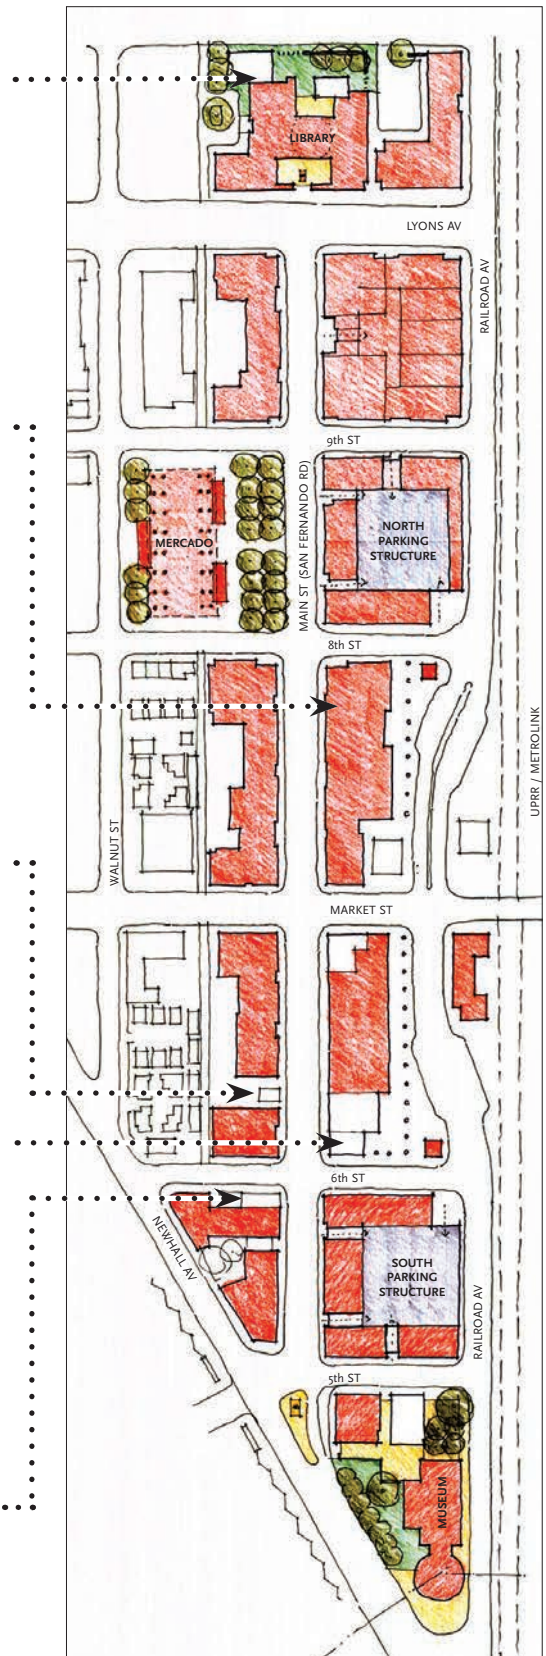 LIBRARY
LYONS AV
RAILROAD AV
9th ST
MAIN ST (SAN FERNANDO RD)
NORTH
PARKING
STRUCTURE
MERCADO
8th ST
UPRR / METROLINK
WALNUT ST
MARKET ST
6th ST
NEWHALL AV
SOUTH
PARKING
STRUCTURE
RAILROAD AV
5th ST
MUSEUM